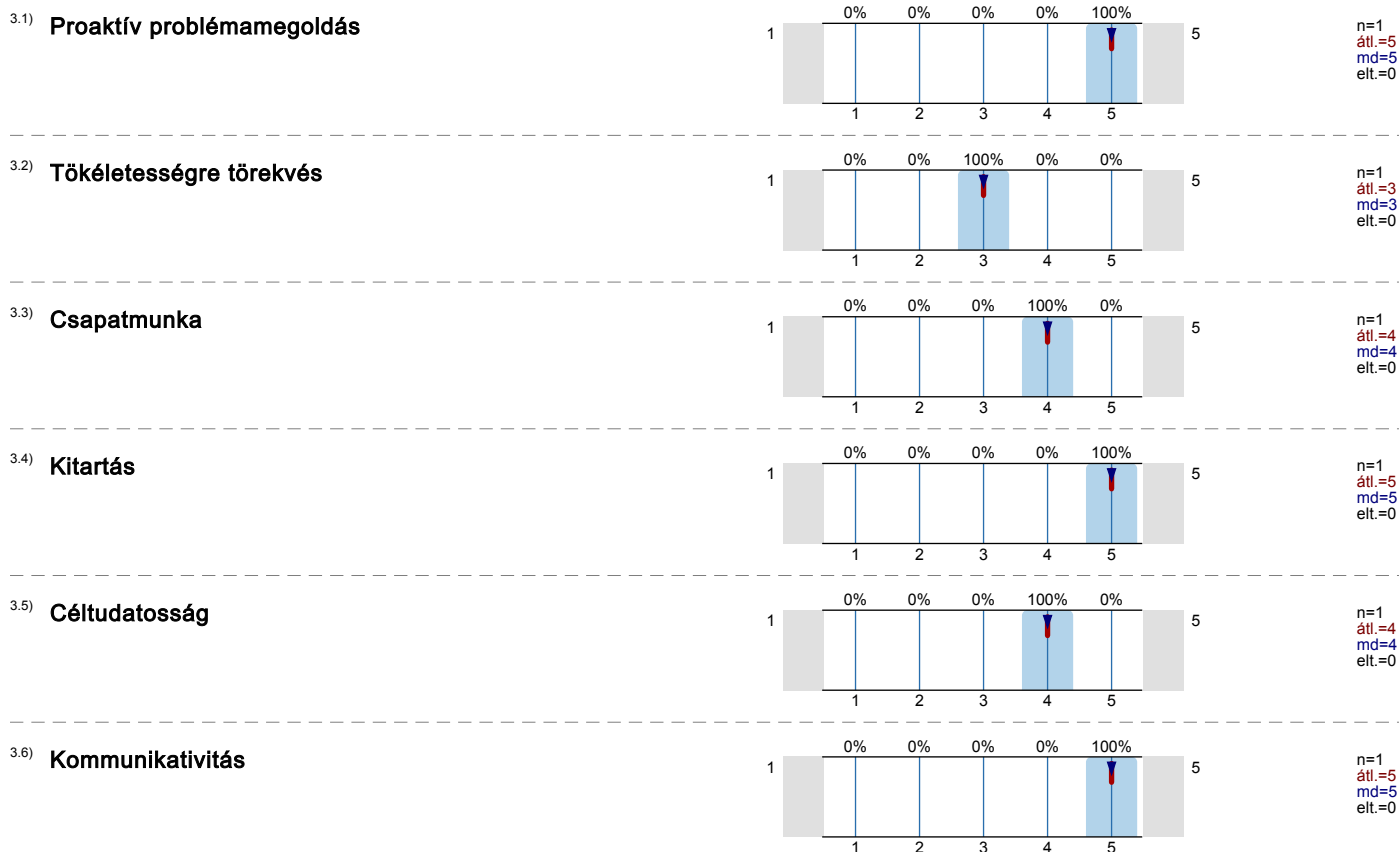 3.1) Proaktív problémamegoldás
0% 0% 0% 0% 100%
1 5
1 2 3 4 5
n=1
átl.=5
md=5
elt.=0
3.2) Tökéletességre törekvés
0% 0% 100% 0% 0%
1 5
1 2 3 4 5
n=1
átl.=3
md=3
elt.=0
3.3) Csapatmunka
0% 0% 0% 100% 0%
1 5
1 2 3 4 5
n=1
átl.=4
md=4
elt.=0
3.4) Kitartás
0% 0% 0% 0% 100%
1 5
1 2 3 4 5
n=1
átl.=5
md=5
elt.=0
3.5) Céltudatosság
0% 0% 0% 100% 0%
1 5
1 2 3 4 5
n=1
átl.=4
md=4
elt.=0
3.6) Kommunikativitás
0% 0% 0% 0% 100%
1 5
1 2 3 4 5
n=1
átl.=5
md=5
elt.=0